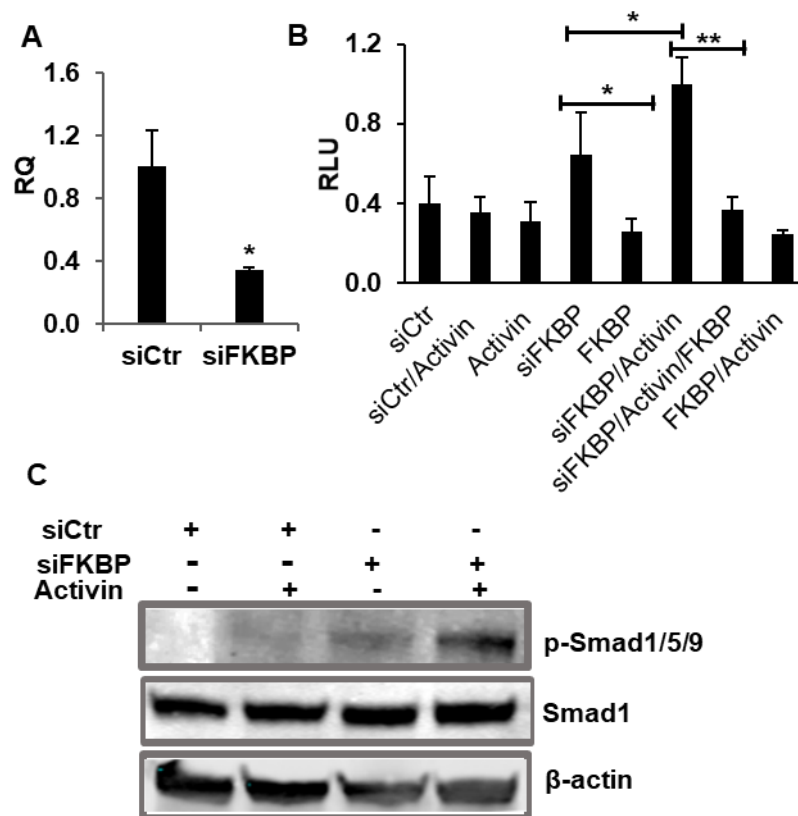 A
RQ
1.6
1.2
0.8
0.4
0.0
*
siCtr siFKBP
B
RLU
1.2
0.8
0.4
0.0
*
*
**
siCtr
siCtr/Activin
Activin
siFKBP
FKBP
siFKBP/Activin
siFKBP/Activin/FKBP
FKBP/Activin
C
siCtr + + - -
siFKBP - - + +
Activin - + - +
p-Smad1/5/9
Smad1
β-actin